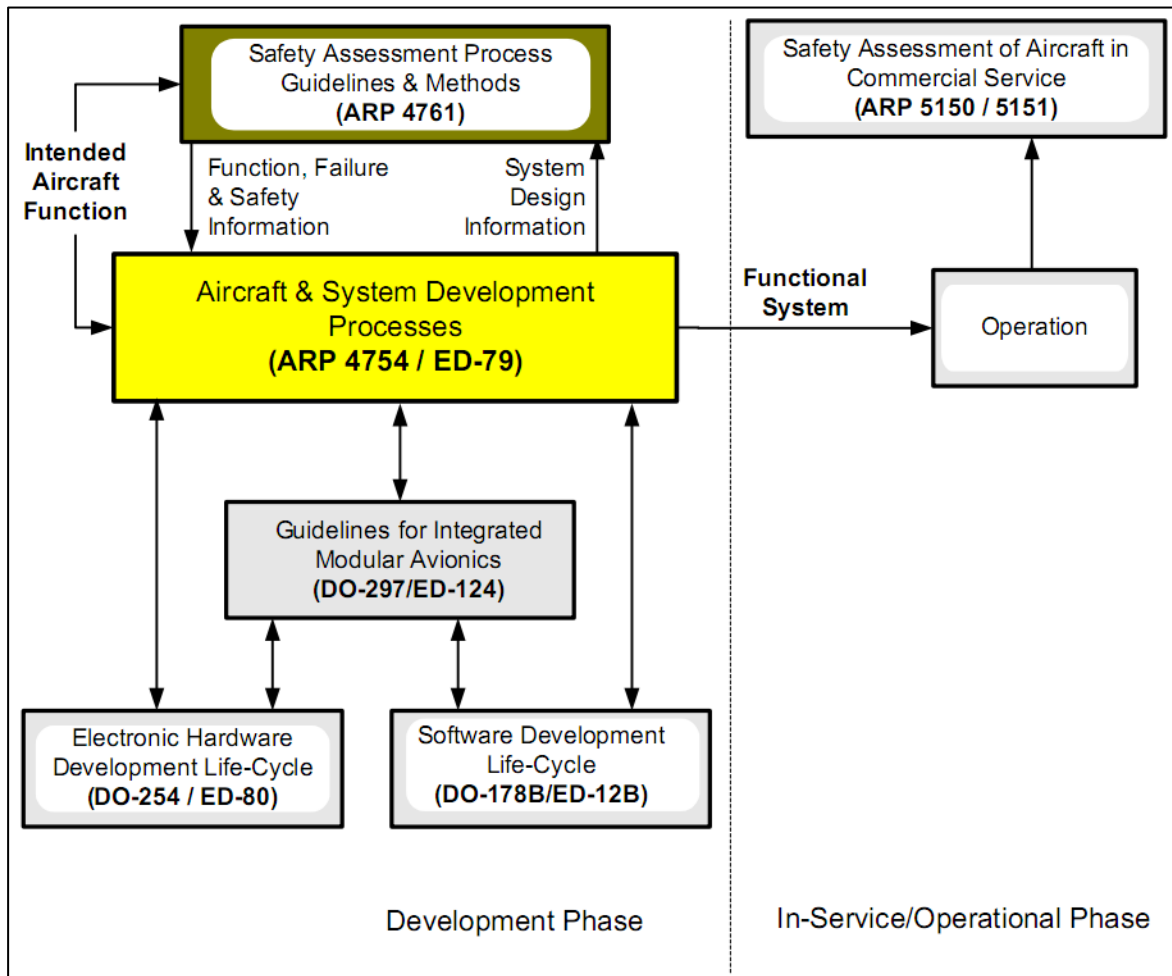 Safety Assessment Process
Guidelines & Methods
(ARP 4761)
Safety Assessment of Aircraft in
Commercial Service
(ARP 5150 / 5151)
Intended
Aircraft
Function
Function, Failure
& Safety
Information
System
Design
Information
Aircraft & System Development
Processes
(ARP 4754 / ED-79)
Functional
System
Operation
Guidelines for Integrated
Modular Avionics
(DO-297/ED-124)
Electronic Hardware
Development Life-Cycle
(DO-254 / ED-80)
Software Development
Life-Cycle
(DO-178B/ED-12B)
Development Phase
In-Service/Operational Phase